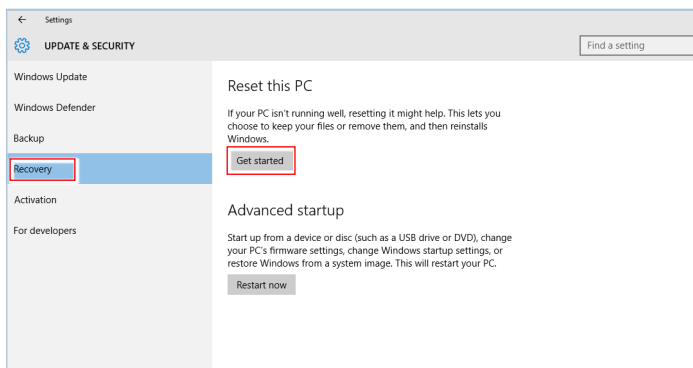 Settings
UPDATE & SECURITY
Find a setting
Windows Update
Windows Defender
Backup
Recovery
Activation
For developers
Reset this PC
If your PC isn't running well, resetting it might help. This lets you
choose to keep your files or remove them, and then reinstalls
Windows.
Get started
Advanced startup
Start up from a device or disc (such as a USB drive or DVD), change
your PC's firmware settings, change Windows startup settings, or
restore Windows from a system image. This will restart your PC.
Restart now